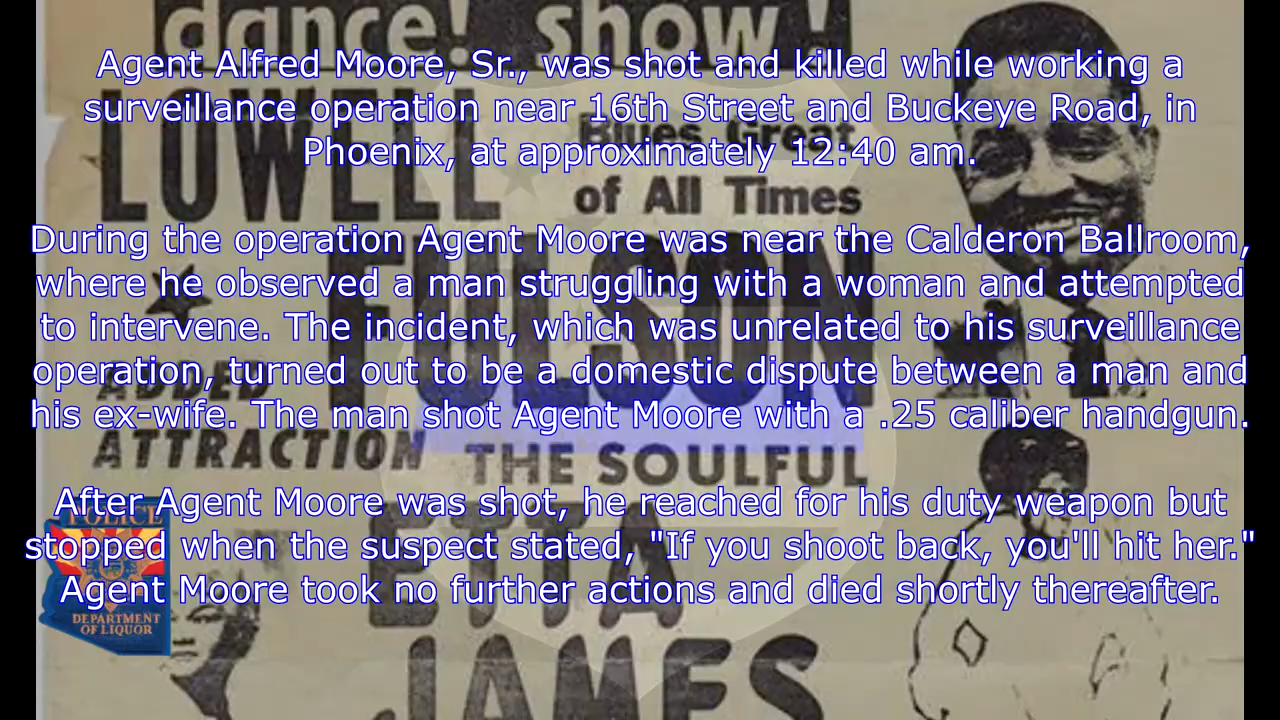 dance! show!
Agent Alfred Moore, Sr., was shot and killed while working a
surveillance operation near 16th Street and Buckeye Road, in
Phoenix, at approximately 12:40 am.
LOWELL
Blues Great
of All Times
During the operation Agent Moore was near the Calderon Ballroom,
where he observed a man struggling with a woman and attempted
to intervene. The incident, which was unrelated to his surveillance
operation, turned out to be a domestic dispute between a man and
his ex-wife. The man shot Agent Moore with a .25 caliber handgun.
FULSON
ADDED
ATTRACTION
THE SOULFUL
After Agent Moore was shot, he reached for his duty weapon but
stopped when the suspect stated, "If you shoot back, you'll hit her."
Agent Moore took no further actions and died shortly thereafter.
ETTA
JAMES
POLICE
DEPARTMENT
OF LIQUOR